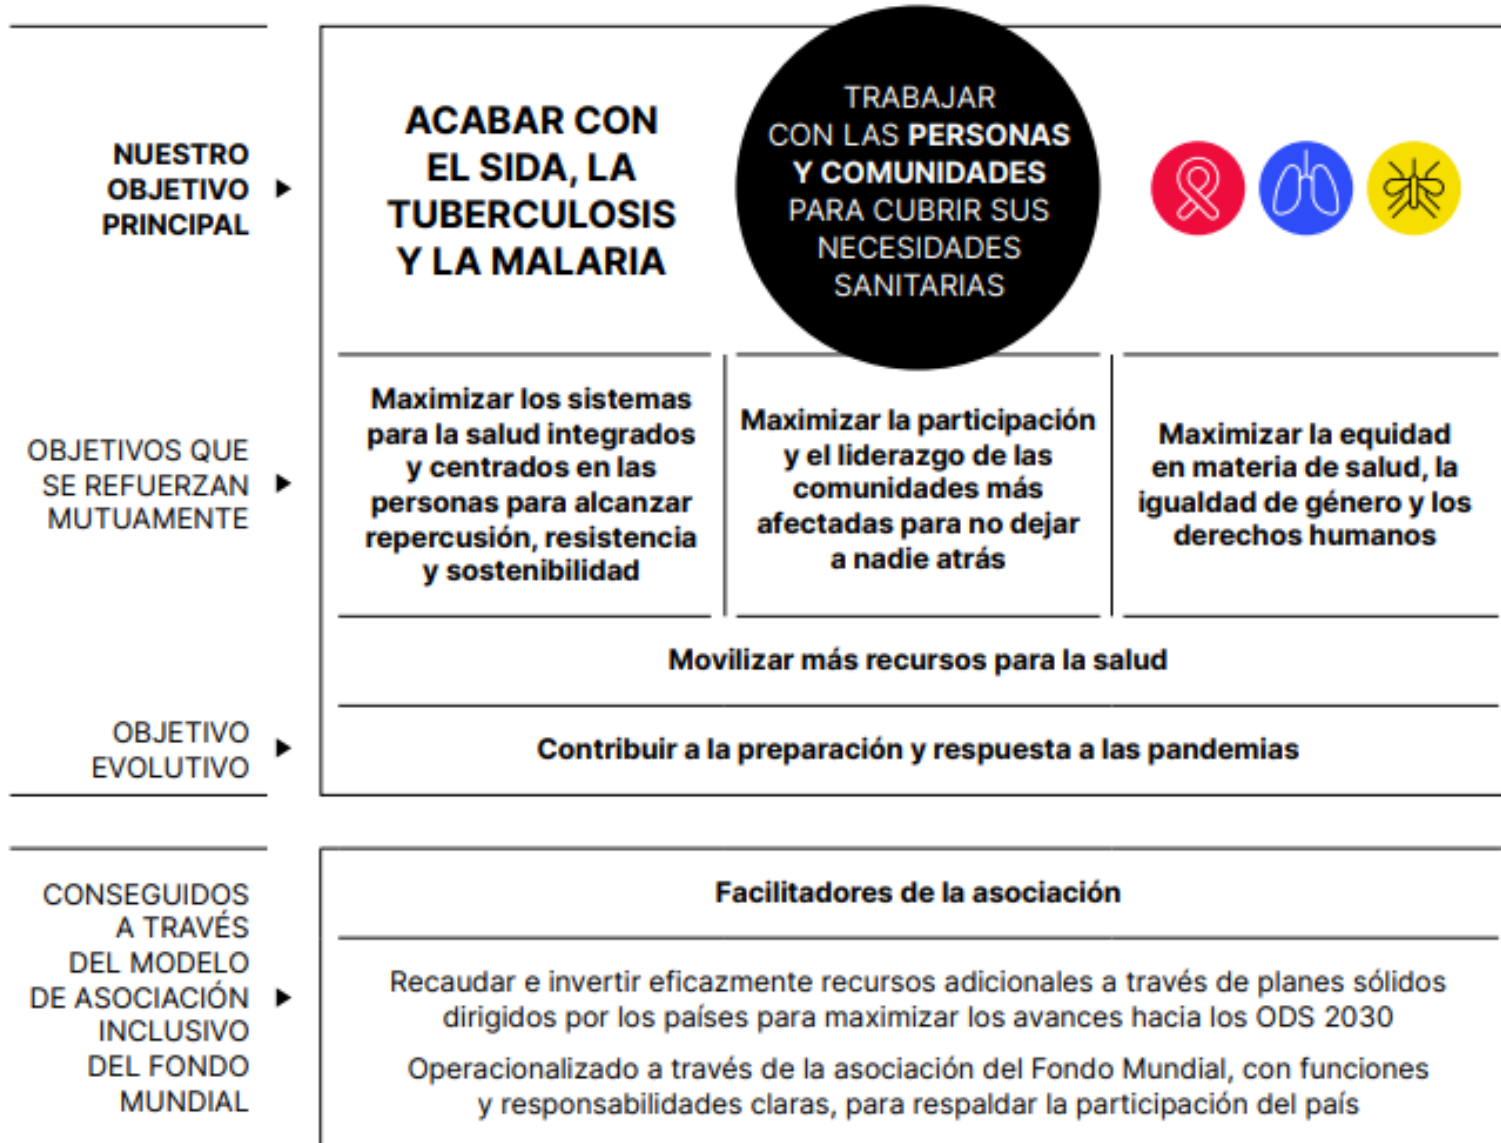 NUESTRO
OBJETIVO
PRINCIPAL
ACABAR CON
EL SIDA, LA
TUBERCULOSIS
Y LA MALARIA
TRABAJAR
CON LAS PERSONAS
Y COMUNIDADES
PARA CUBRIR SUS
NECESIDADES
SANITARIAS
OBJETIVOS QUE
SE REFUERZAN
MUTUAMENTE
Maximizar los sistemas
para la salud integrados
y centrados en las
personas para alcanzar
repercusión, resistencia
y sostenibilidad
Maximizar la participación
y el liderazgo de las
comunidades más
afectadas para no dejar
a nadie atrás
Maximizar la equidad
en materia de salud, la
igualdad de género y los
derechos humanos
Movilizar más recursos para la salud
OBJETIVO
EVOLUTIVO
Contribuir a la preparación y respuesta a las pandemias
CONSEGUIDOS
A TRAVÉS
DEL MODELO
DE ASOCIACIÓN
INCLUSIVO
DEL FONDO
MUNDIAL
Facilitadores de la asociación
Recaudar e invertir eficazmente recursos adicionales a través de planes sólidos
dirigidos por los países para maximizar los avances hacia los ODS 2030
Operacionalizado a través de la asociación del Fondo Mundial, con funciones
y responsabilidades claras, para respaldar la participación del país